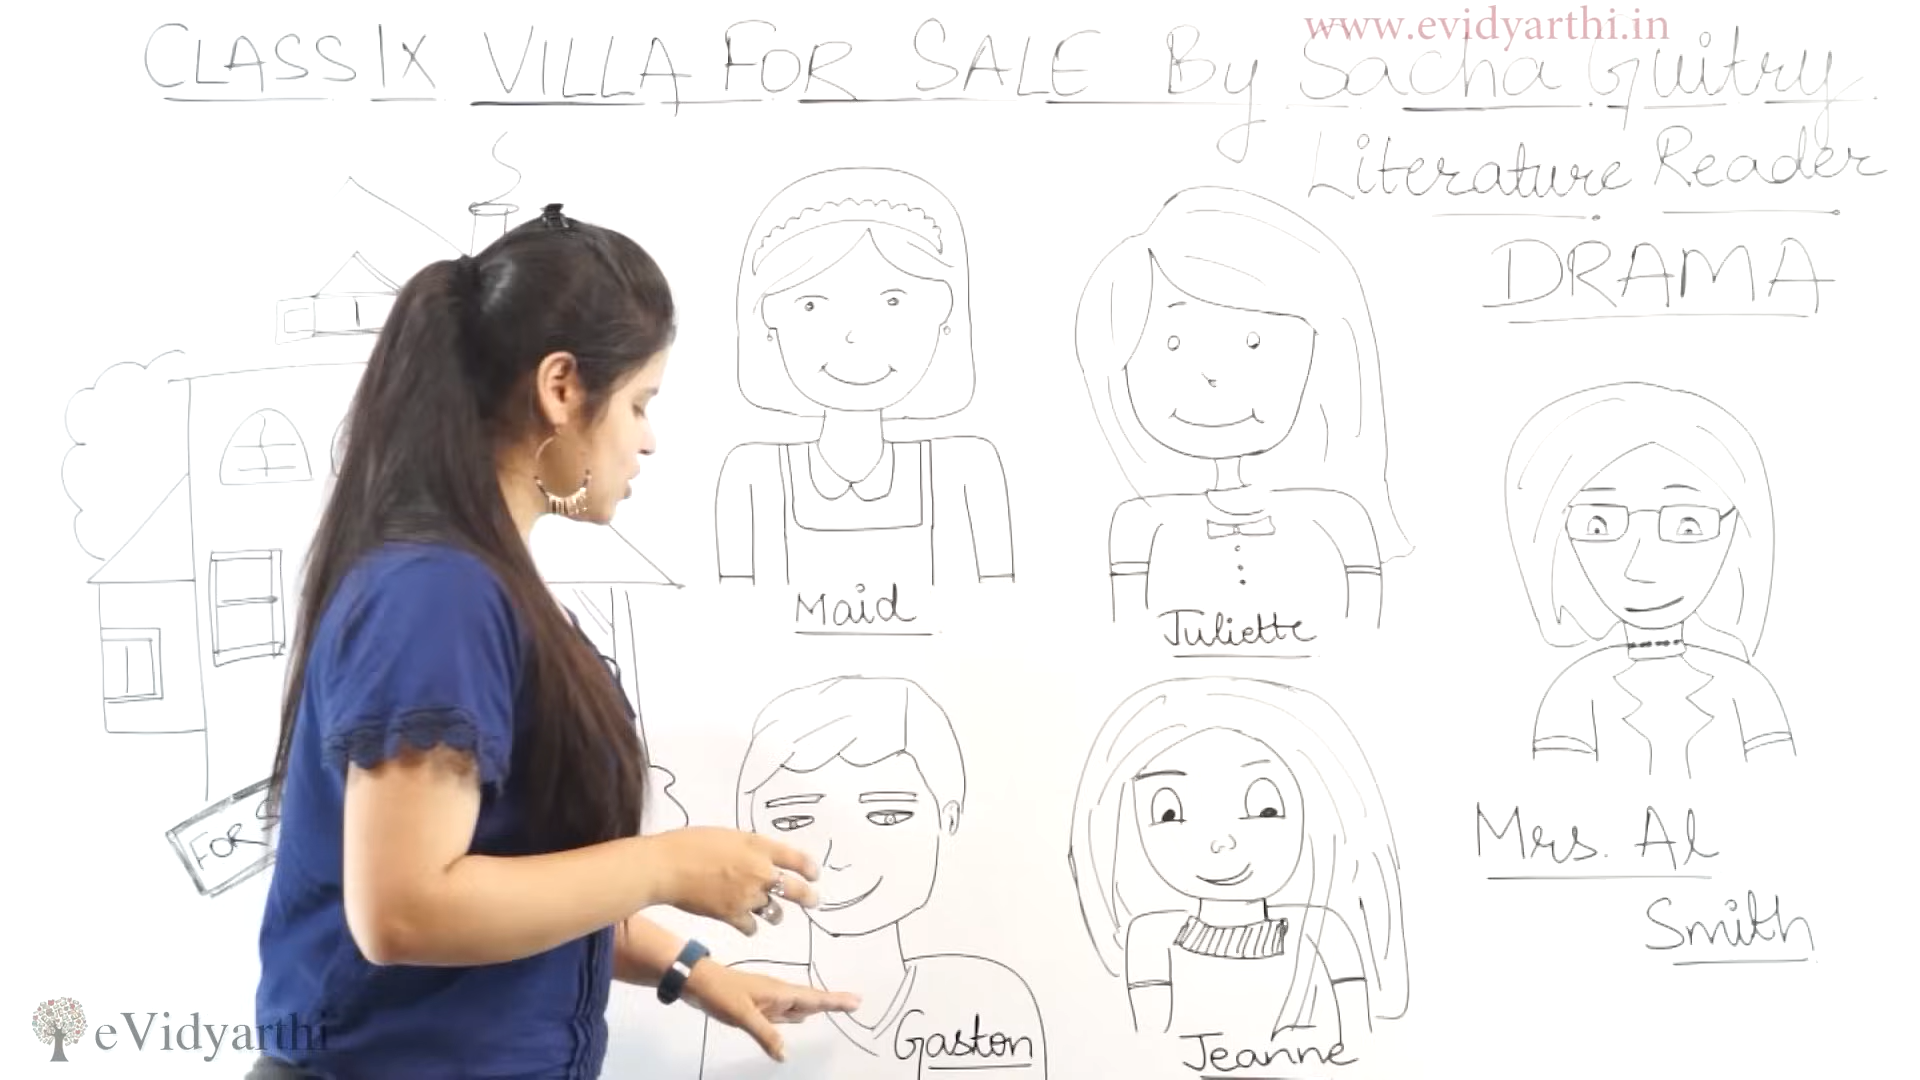 www.evidyarthi.in
CLASS IX VILLA FOR SALE By Sacha Guitry
Literature Reader
DRAMA
Maid
Juliette
FOR S
Mrs. Al
Smith
Gaston
Jeanne
eVidyarthi